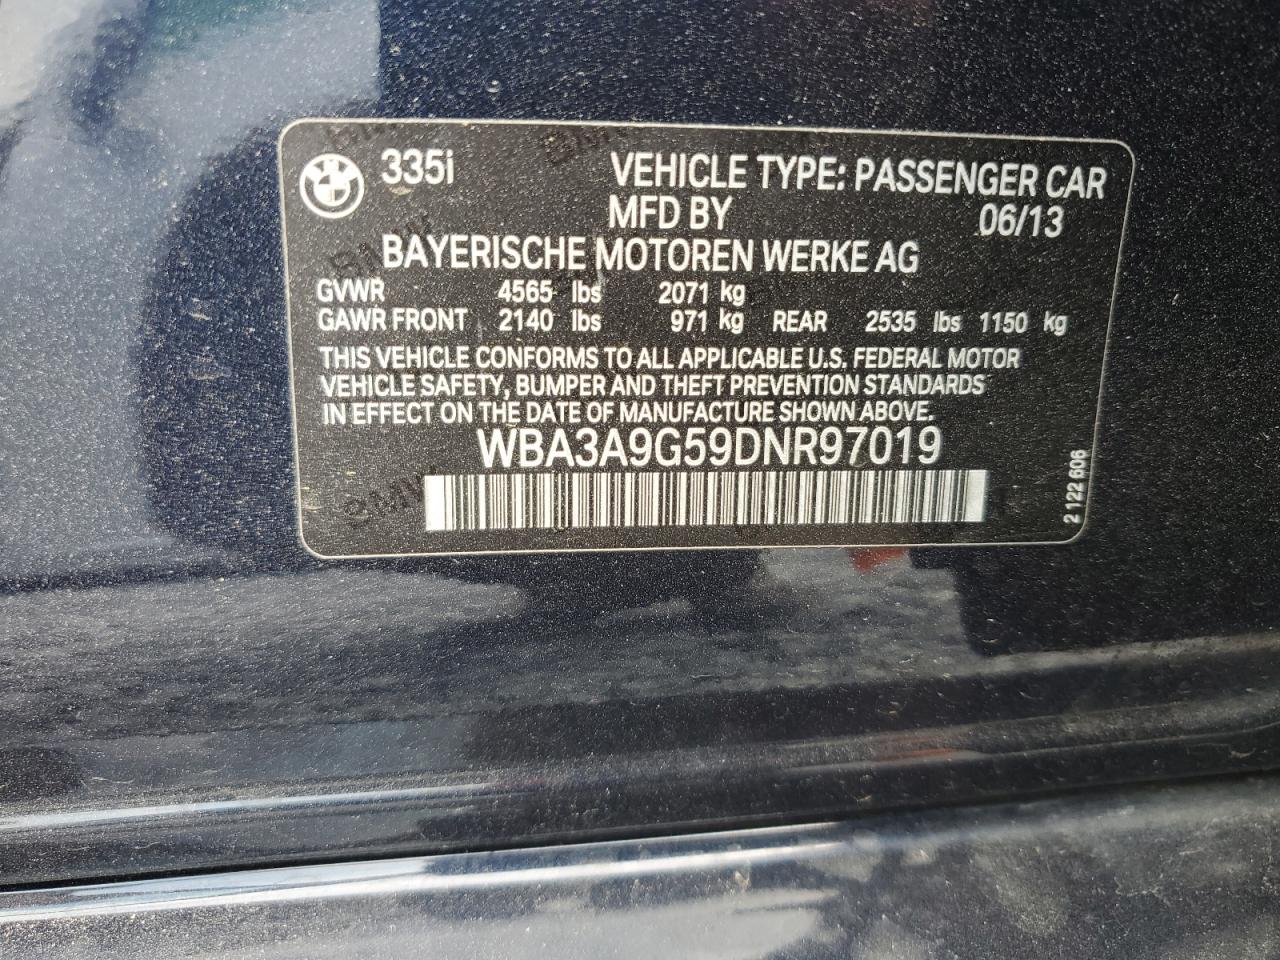 335i VEHICLE TYPE: PASSENGER CAR
MFD BY 06/13
BAYERISCHE MOTOREN WERKE AG
GVWR 4565 lbs 2071 kg
GAWR FRONT 2140 lbs 971 kg REAR 2535 lbs 1150 kg
THIS VEHICLE CONFORMS TO ALL APPLICABLE U.S. FEDERAL MOTOR
VEHICLE SAFETY, BUMPER AND THEFT PREVENTION STANDARDS
IN EFFECT ON THE DATE OF MANUFACTURE SHOWN ABOVE.
WBA3A9G59DNR97019
2 122 606